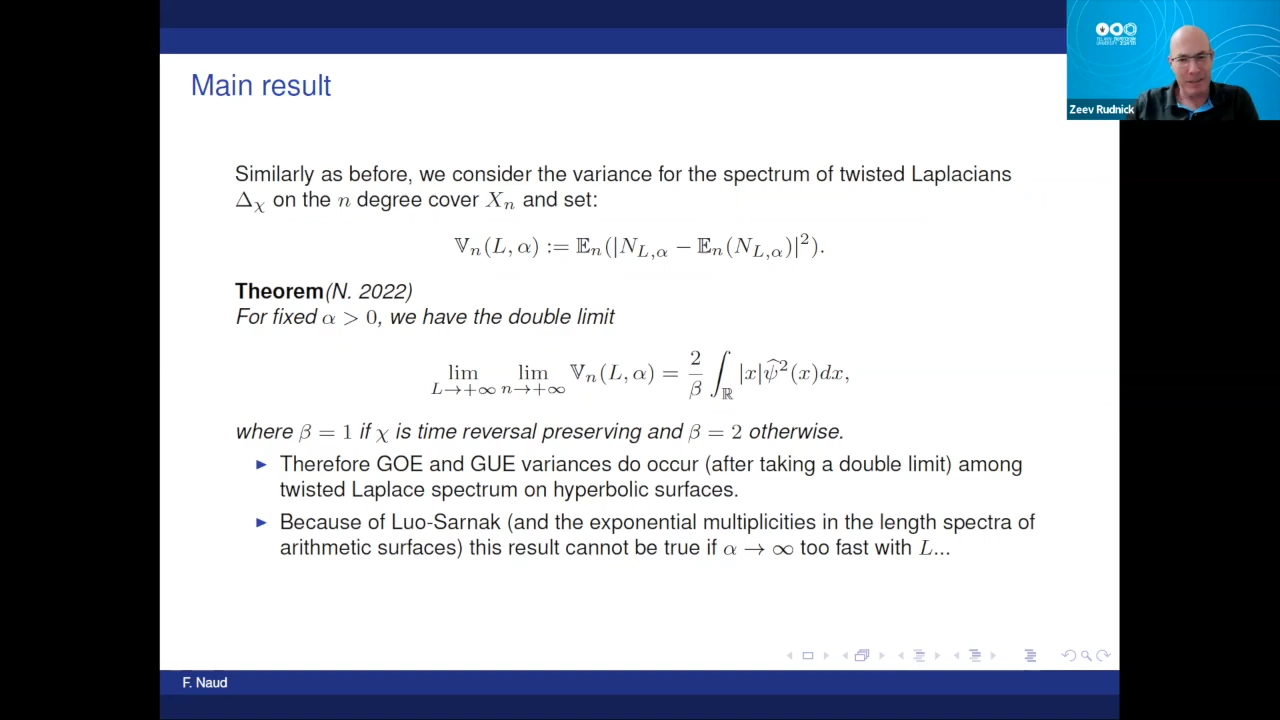 Main result
Similarly as before, we consider the variance for the spectrum of twisted Laplacians
Δ_χ on the n degree cover X_n and set:
𝕍_n(L, α) := 𝔼_n(|N_{L,α} − 𝔼_n(N_{L,α})|²).
Theorem(N. 2022)
For fixed α > 0, we have the double limit
lim_{L→+∞} lim_{n→+∞} 𝕍_n(L, α) = 2/β ∫_ℝ |x|ψ̂²(x)dx,
where β = 1 if χ is time reversal preserving and β = 2 otherwise.
▶ Therefore GOE and GUE variances do occur (after taking a double limit) among
twisted Laplace spectrum on hyperbolic surfaces.
▶ Because of Luo-Sarnak (and the exponential multiplicities in the length spectra of
arithmetic surfaces) this result cannot be true if α → ∞ too fast with L...
F. Naud
Zeev Rudnick